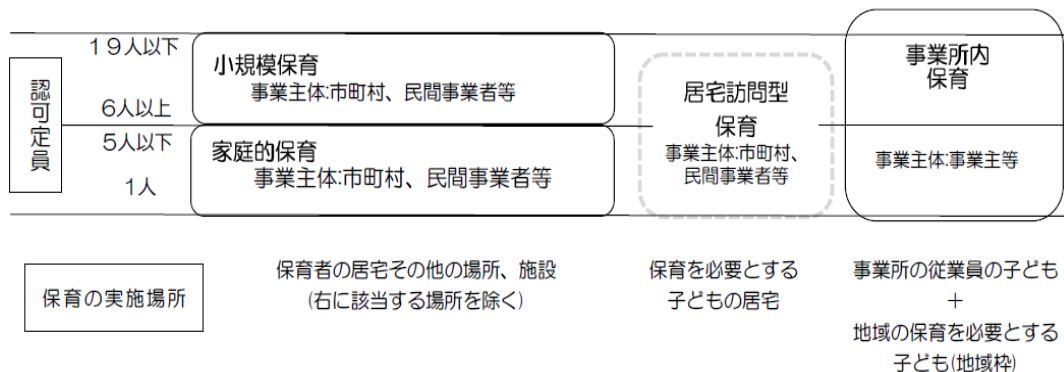 認可定員
19人以下
6人以上
5人以下
1人
小規模保育
事業主体:市町村、民間事業者等
家庭的保育
事業主体:市町村、民間事業者等
居宅訪問型
保育
事業主体:市町村、
民間事業者等
事業所内
保育
事業主体:事業主等
保育の実施場所
保育者の居宅その他の場所、施設
(右に該当する場所を除く)
保育を必要とする
子どもの居宅
事業所の従業員の子ども
+
地域の保育を必要とする
子ども(地域枠)